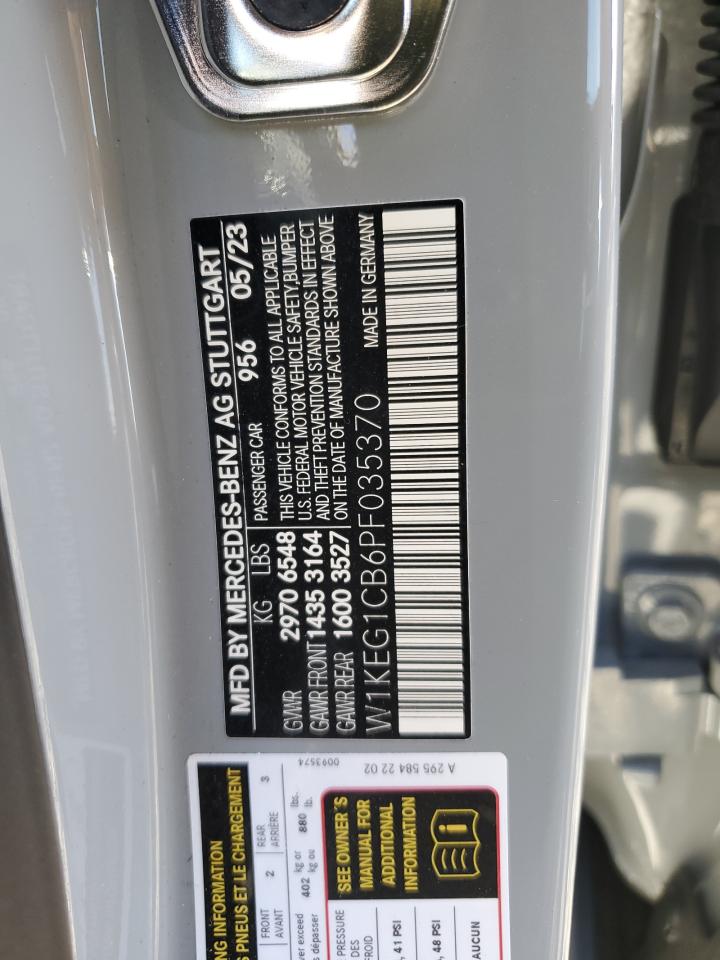 MFD BY MERCEDES-BENZ AG STUTTGART
956 05/23
KG LBS
PASSENGER CAR
GVWR 2970 6548
GAWR FRONT 1435 3164
GAWR REAR 1600 3527
THIS VEHICLE CONFORMS TO ALL APPLICABLE
U.S. FEDERAL MOTOR VEHICLE SAFETY,BUMPER
AND THEFT PREVENTION STANDARDS IN EFFECT
ON THE DATE OF MANUFACTURE SHOWN ABOVE
W1KEG1CB6PF035370 MADE IN GERMANY
0093574
A 295 584 22 02
INFORMATION
PNEUS ET LE CHARGEMENT
FRONT 2 REAR 3
AVANT ARRIÈRE
exceed 402 kg or 880 lbs.
dépasser kg ou lb.
PRESSURE
DES
41 PSI
48 PSI
AUCUN
SEE OWNER'S
MANUAL FOR
ADDITIONAL
INFORMATION